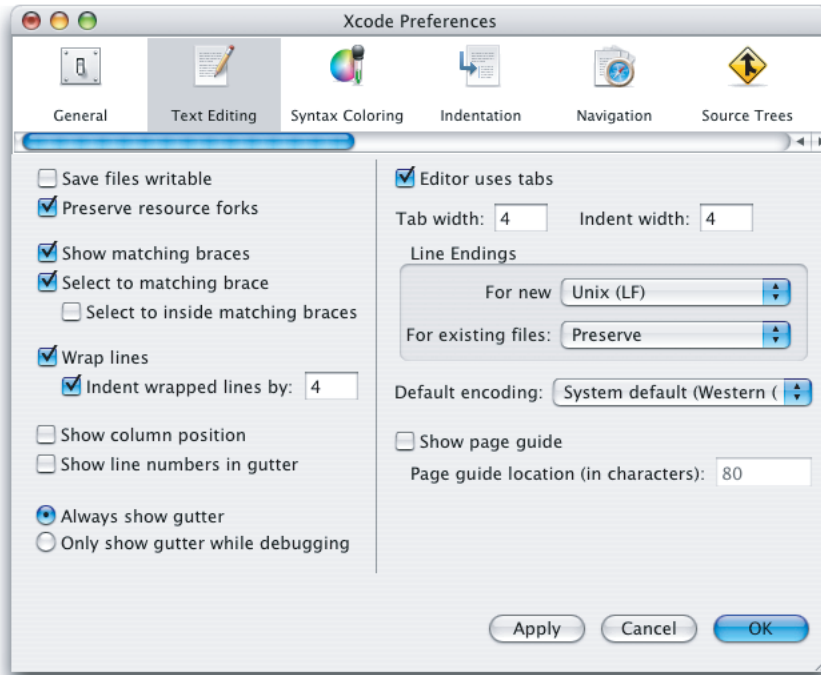 Xcode Preferences
General Text Editing Syntax Coloring Indentation Navigation Source Trees
Save files writable
Preserve resource forks
Show matching braces
Select to matching brace
Select to inside matching braces
Wrap lines
Indent wrapped lines by: 4
Show column position
Show line numbers in gutter
Always show gutter
Only show gutter while debugging
Editor uses tabs
Tab width: 4 Indent width: 4
Line Endings
For new Unix (LF)
For existing files: Preserve
Default encoding: System default (Western (
Show page guide
Page guide location (in characters): 80
Apply Cancel OK